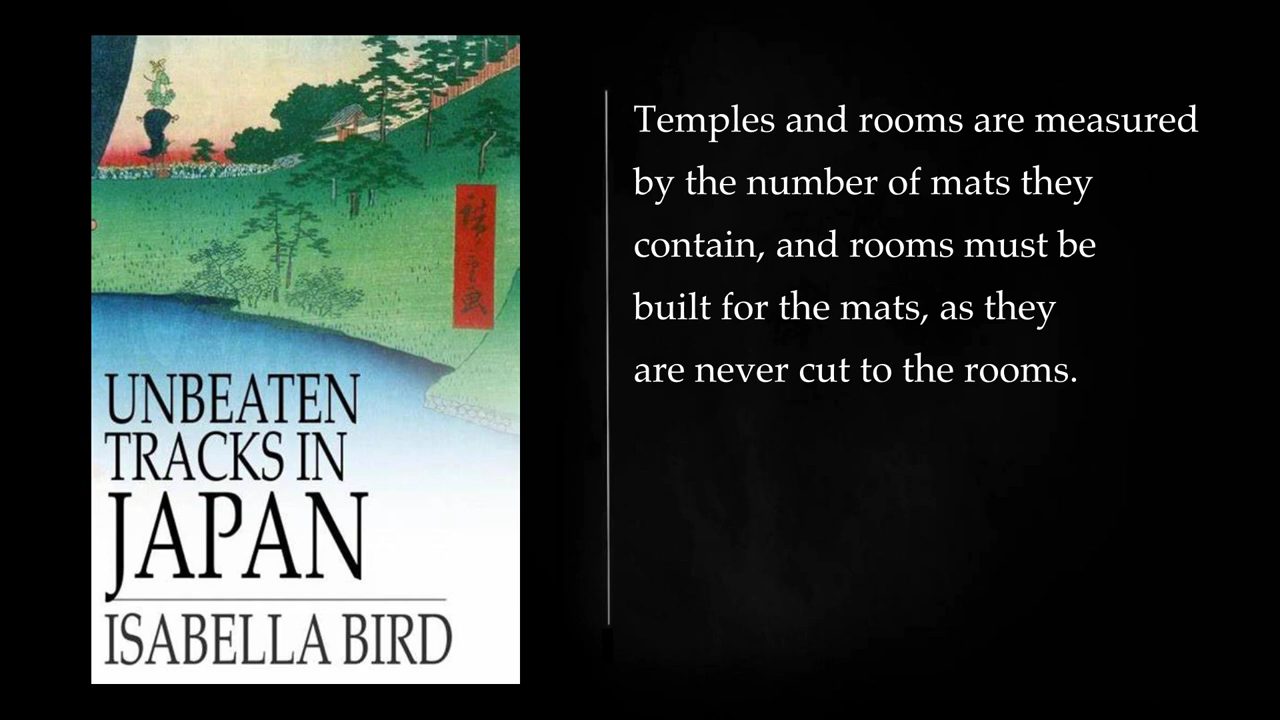 UNBEATEN
TRACKS IN
JAPAN
ISABELLA BIRD
Temples and rooms are measured
by the number of mats they
contain, and rooms must be
built for the mats, as they
are never cut to the rooms.